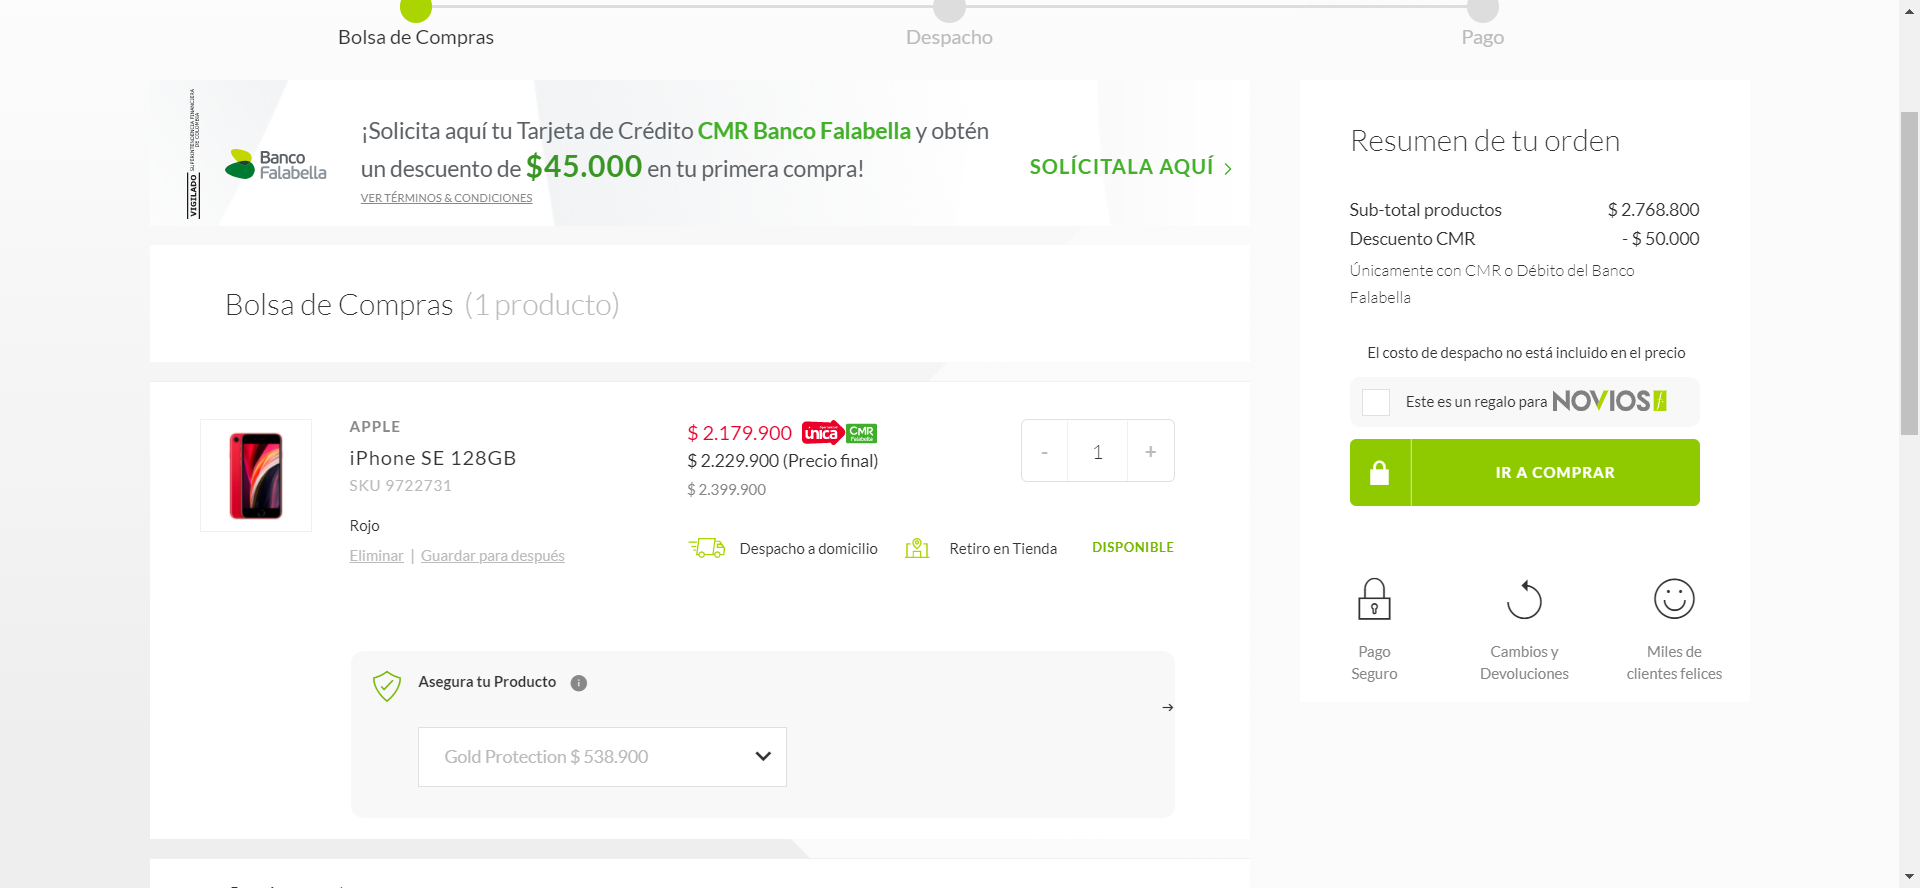 Bolsa de Compras
Despacho
Pago
VIGILADO SUPERINTENDENCIA FINANCIERA
DE COLOMBIA
Banco
Falabella
¡Solicita aquí tu Tarjeta de Crédito CMR Banco Falabella y obtén
un descuento de $45.000 en tu primera compra!
VER TÉRMINOS & CONDICIONES
SOLÍCITALA AQUÍ
Bolsa de Compras (1 producto)
APPLE
iPhone SE 128GB
SKU 9722731
Rojo
Eliminar | Guardar para después
$ 2.179.900 única CMR Falabella
$ 2.229.900 (Precio final)
$ 2.399.900
- 1 +
Despacho a domicilio
Retiro en Tienda
DISPONIBLE
Asegura tu Producto
Gold Protection $ 538.900
Resumen de tu orden
Sub-total productos $ 2.768.800
Descuento CMR - $ 50.000
Únicamente con CMR o Débito del Banco
Falabella
El costo de despacho no está incluido en el precio
Este es un regalo para NOVIOS
IR A COMPRAR
Pago
Seguro
Cambios y
Devoluciones
Miles de
clientes felices